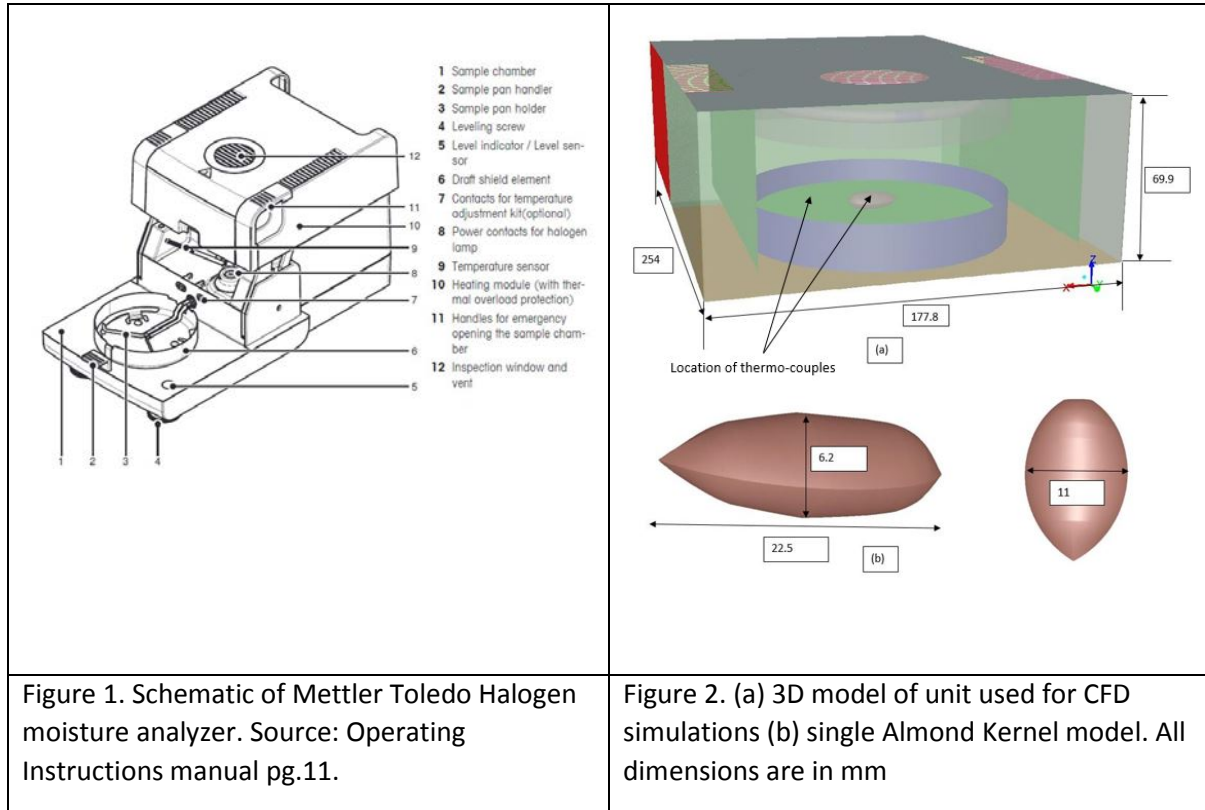 1 Sample chamber
2 Sample pan handler
3 Sample pan holder
4 Leveling screw
5 Level indicator / Level sen-
sor
6 Draft shield element
7 Contacts for temperature
adjustment kit(optional)
8 Power contacts for halogen
lamp
9 Temperature sensor
10 Heating module (with ther-
mal overload protection)
11 Handles for emergency
opening the sample cham-
ber
12 Inspection window and
vent
12
11
10
9
8
7
6
5
1 2 3 4
69.9
254
177.8
Z
X
Y
(a)
Location of thermo-couples
6.2
11
22.5
(b)
Figure 1. Schematic of Mettler Toledo Halogen
moisture analyzer. Source: Operating
Instructions manual pg.11.
Figure 2. (a) 3D model of unit used for CFD
simulations (b) single Almond Kernel model. All
dimensions are in mm